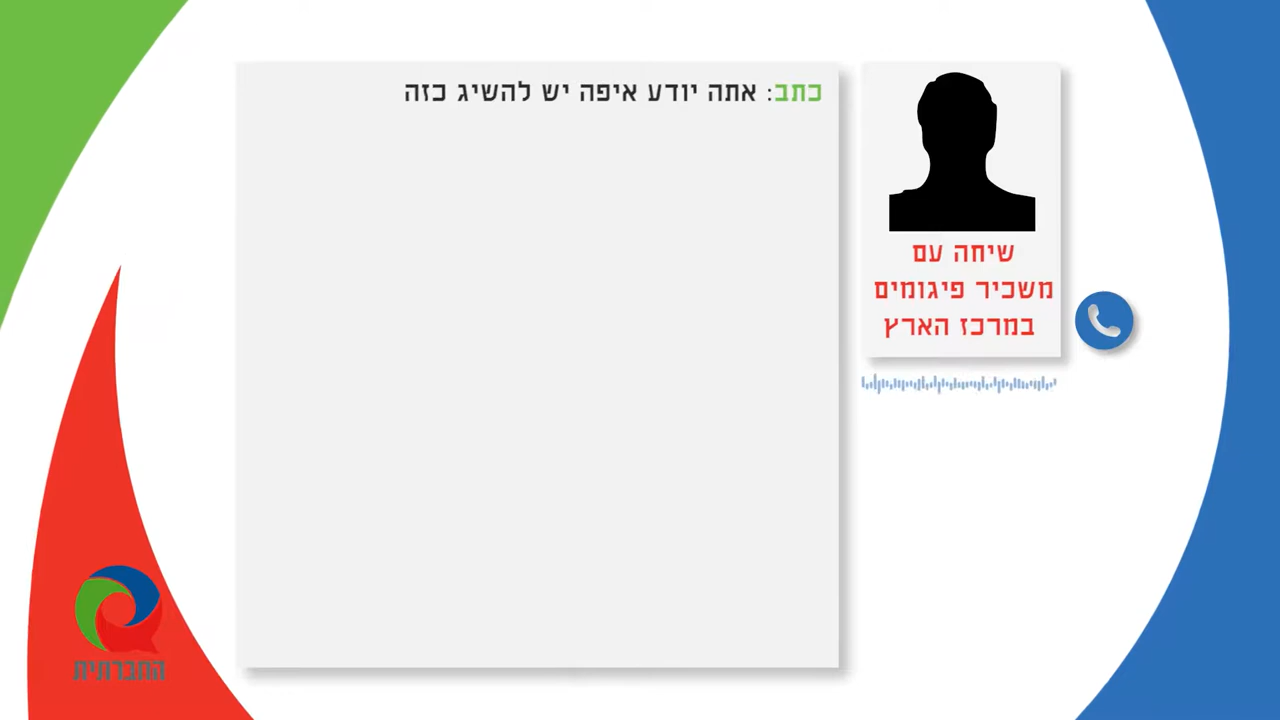 כתב: אתה יודע איפה יש להשיג כזה
שיחה עם
משכיר פיגומים
במרכז הארץ
החברתית